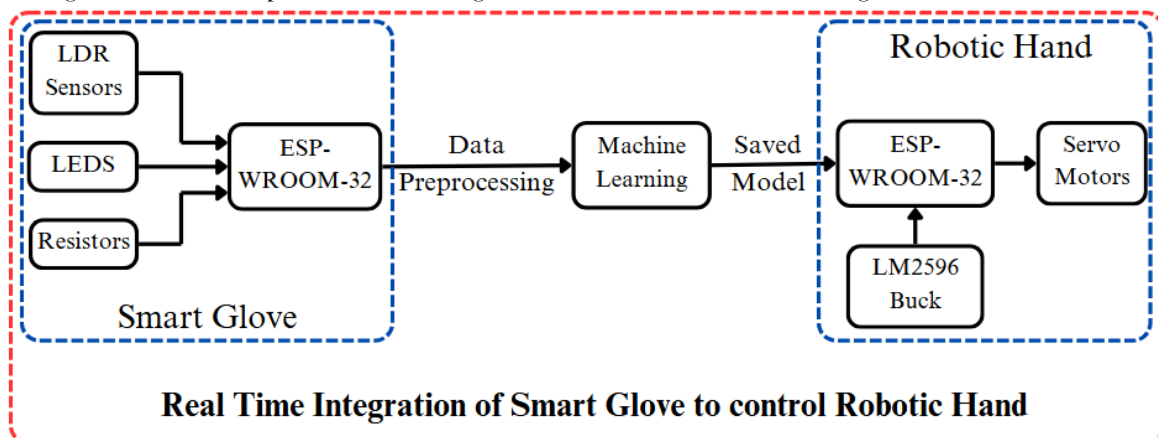 LDR
Sensors
LEDS
Resistors
ESP-
WROOM-32
Smart Glove
Data
Preprocessing
Machine
Learning
Saved
Model
Robotic Hand
ESP-
WROOM-32
Servo
Motors
LM2596
Buck
Real Time Integration of Smart Glove to control Robotic Hand